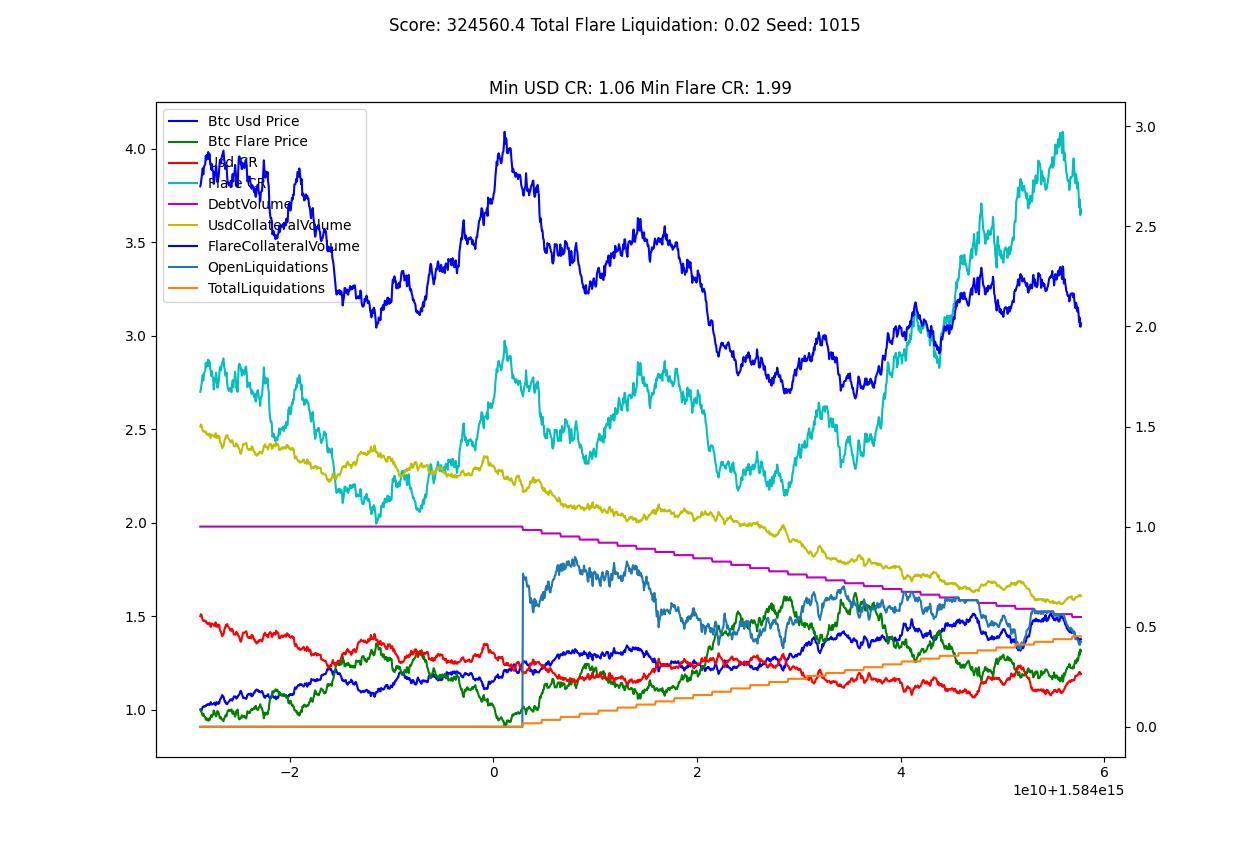 Score: 324560.4 Total Flare Liquidation: 0.02 Seed: 1015
Min USD CR: 1.06 Min Flare CR: 1.99
Btc Usd Price
Btc Flare Price
Usd CR
Flare CR
DebtVolume
UsdCollateralVolume
FlareCollateralVolume
OpenLiquidations
TotalLiquidations
4.0
3.5
3.0
2.5
2.0
1.5
1.0
3.0
2.5
2.0
1.5
1.0
0.5
0.0
−2
0
2
4
6
1e10+1.584e15